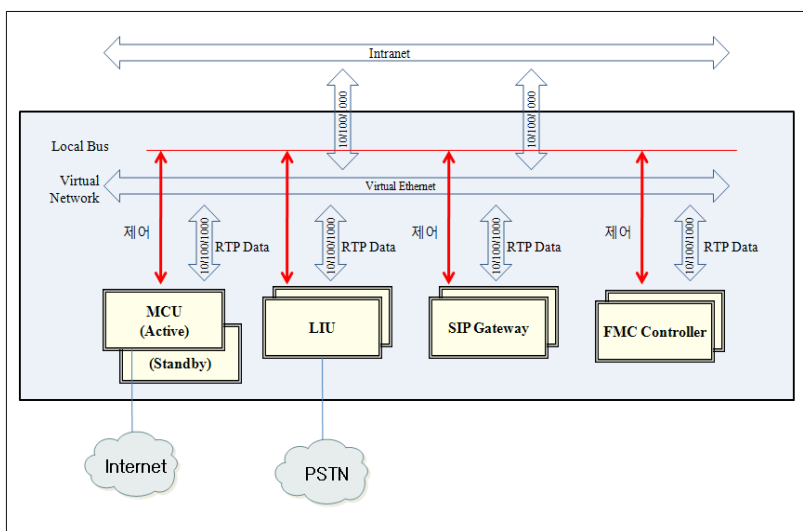 Intranet
10/100/1000
10/100/1000
Local Bus
Virtual
Network
Virtual Ethernet
제어
10/100/1000
RTP Data
10/100/1000
RTP Data
제어
10/100/1000
RTP Data
제어
10/100/1000
RTP Data
MCU
(Active)
(Standby)
LIU
SIP Gateway
FMC Controller
Internet
PSTN